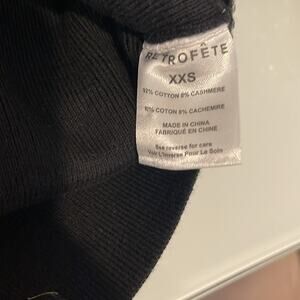 RETROFÊTE
XXS
92% COTTON 8% CASHMERE
92% COTON 8% CACHEMIRE
MADE IN CHINA
FABRIQUÉ EN CHINE
See reverse for care
Voir L'inverse Pour Le Soin